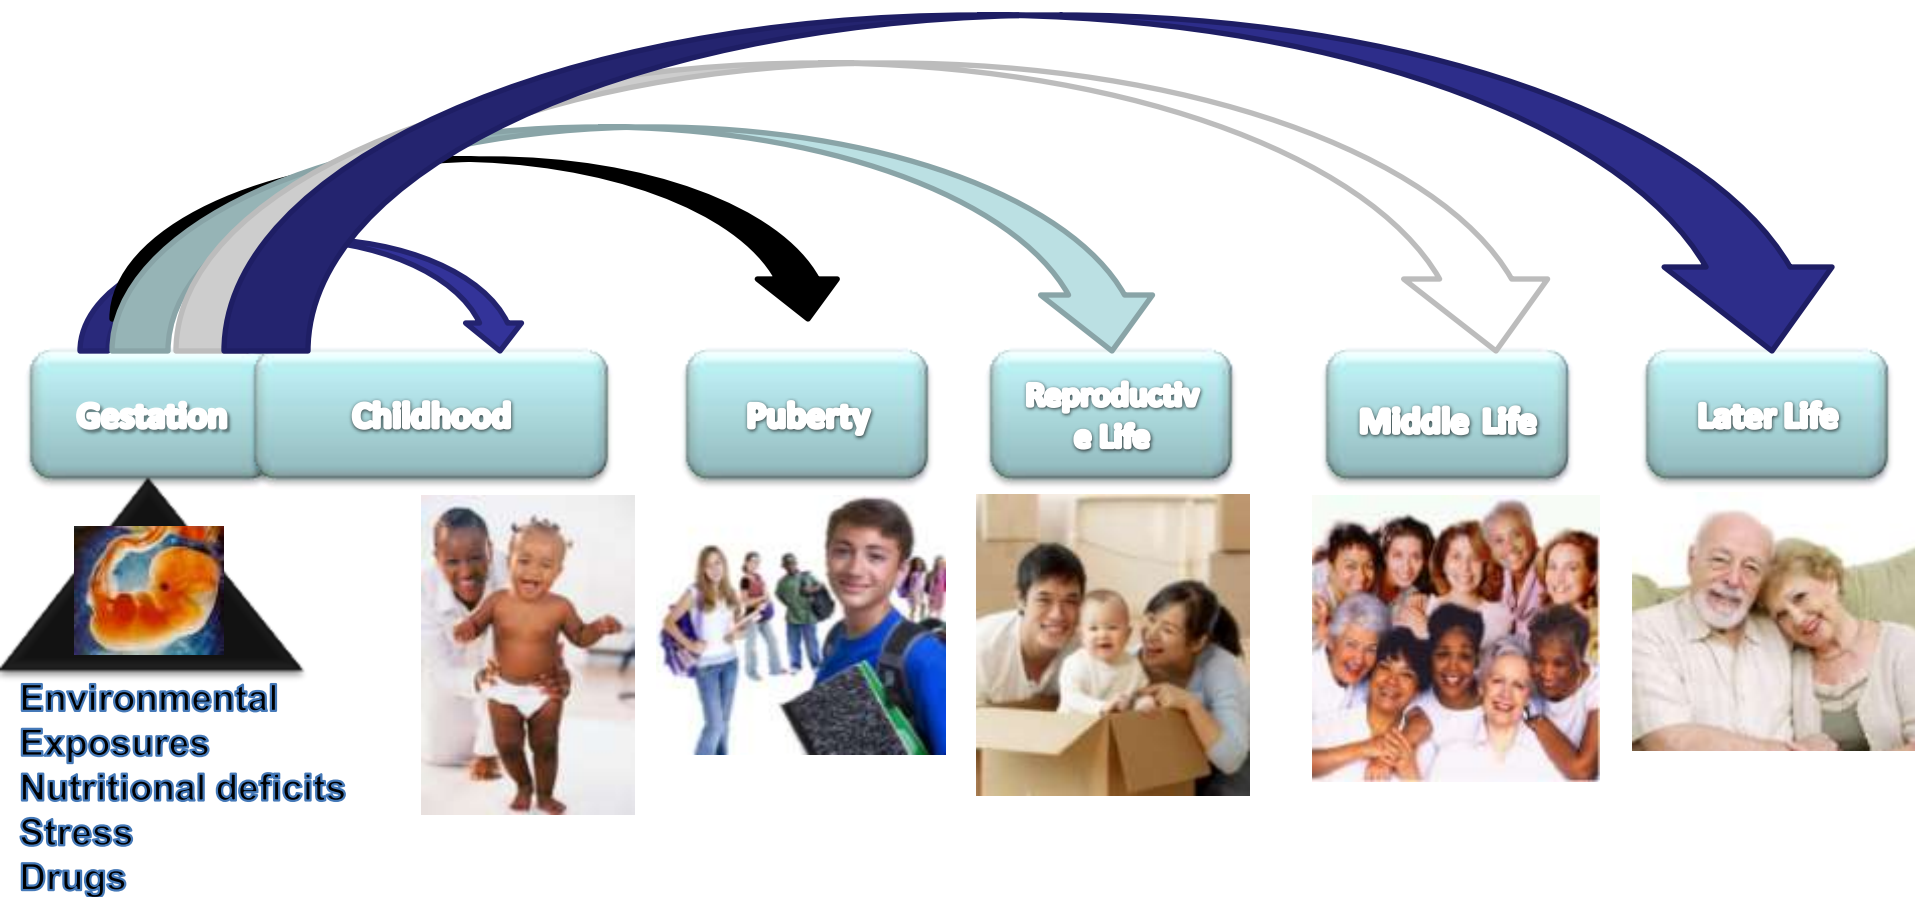 Gestation
Childhood
Puberty
Reproductiv
e Life
Middle Life
Later Life
Environmental
Exposures
Nutritional deficits
Stress
Drugs